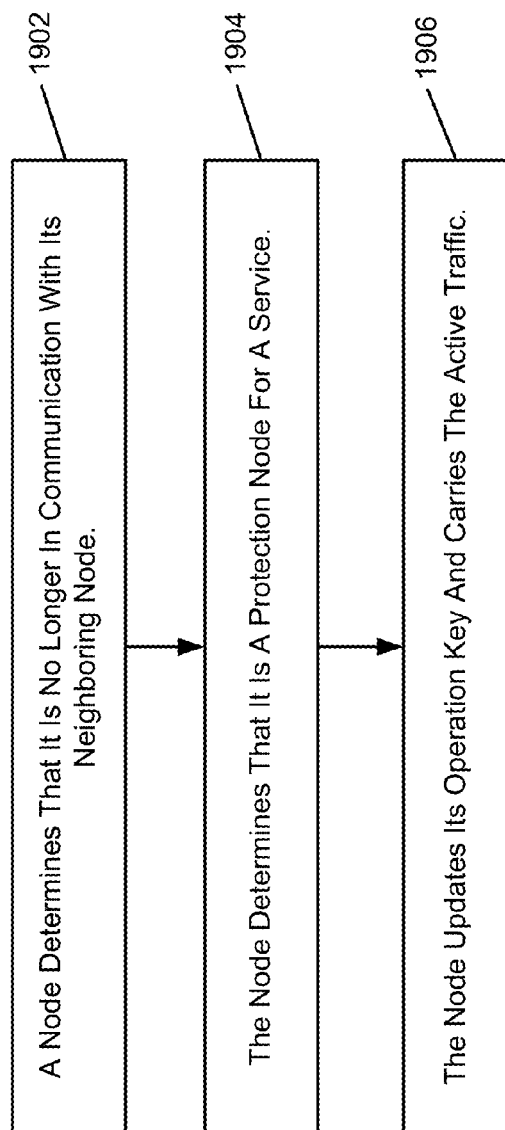 A Node Determines That It Is No Longer In Communication With Its
Neighboring Node.
1902
The Node Determines That It Is A Protection Node For A Service.
1904
The Node Updates Its Operation Key And Carries The Active Traffic.
1906